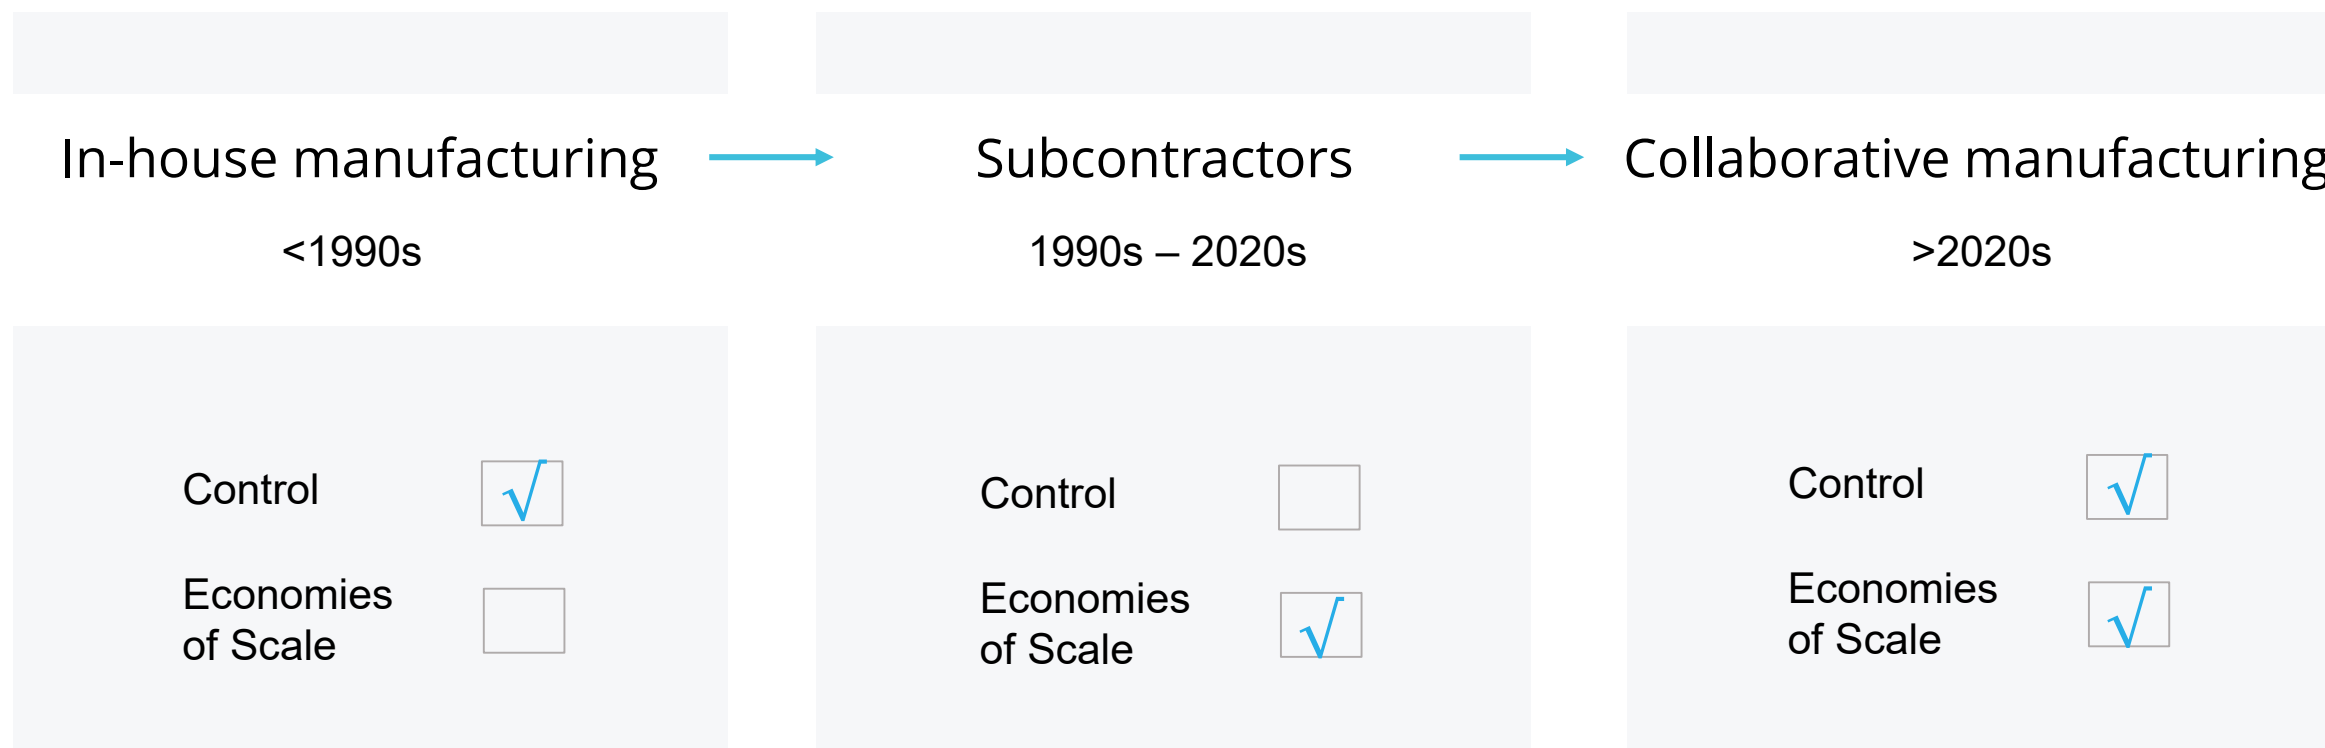 In-house manufacturing
<1990s
Control √
Economies
of Scale
Subcontractors
1990s – 2020s
Control
Economies
of Scale √
Collaborative manufacturing
>2020s
Control √
Economies
of Scale √